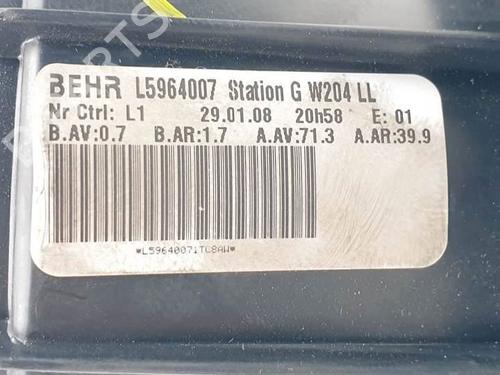 BEHR L5964007 Station G W204 LL
Nr Ctrl: L1 29.01.08 20h58 E: 01
B.AV:0.7 B.AR:1.7 A.AV:71.3 A.AR:39.9
*L59640071TC8AW*